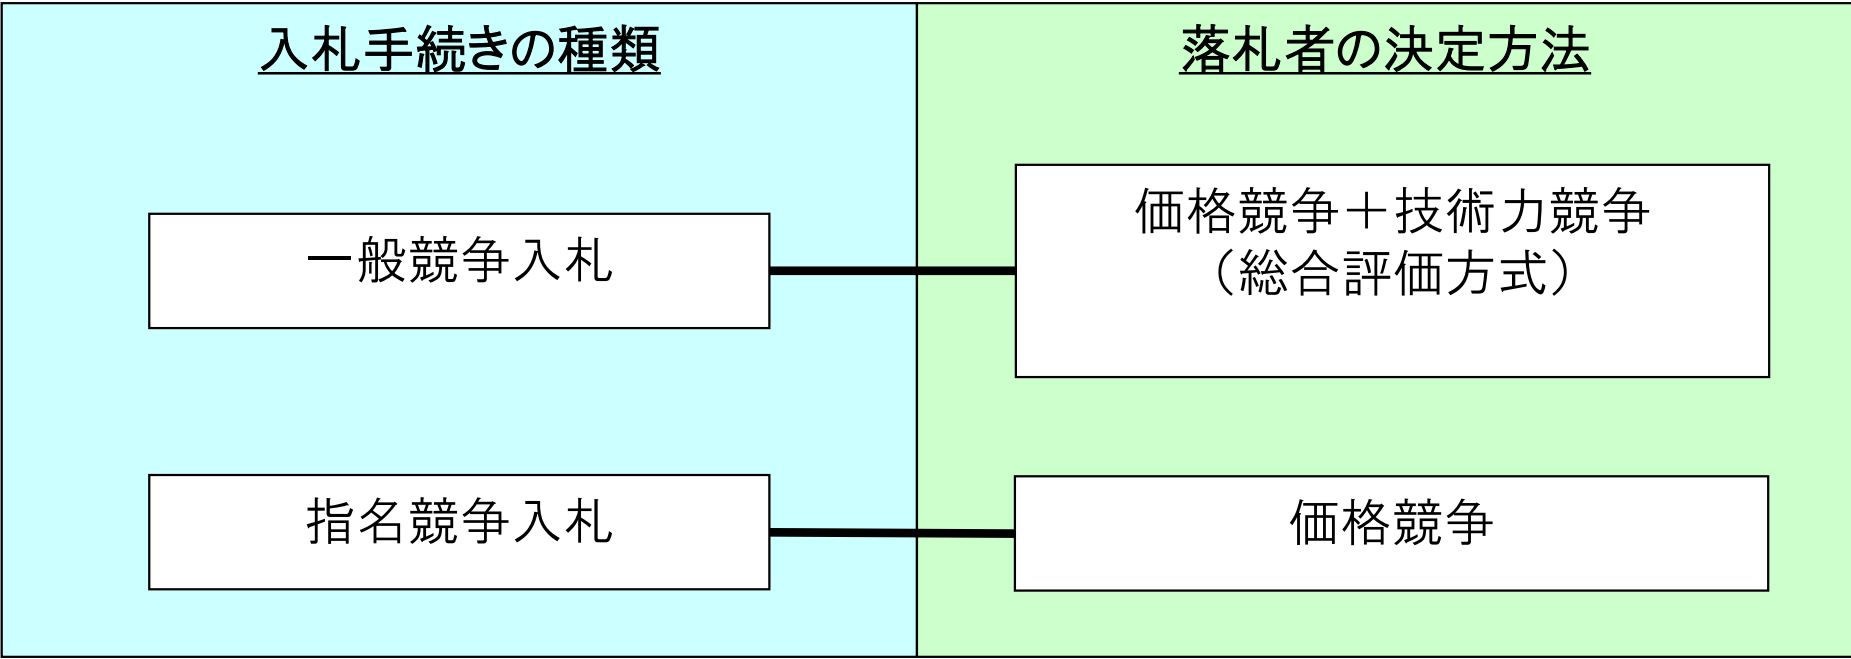 入札手続きの種類
落札者の決定方法
一般競争入札
価格競争＋技術力競争
（総合評価方式）
指名競争入札
価格競争